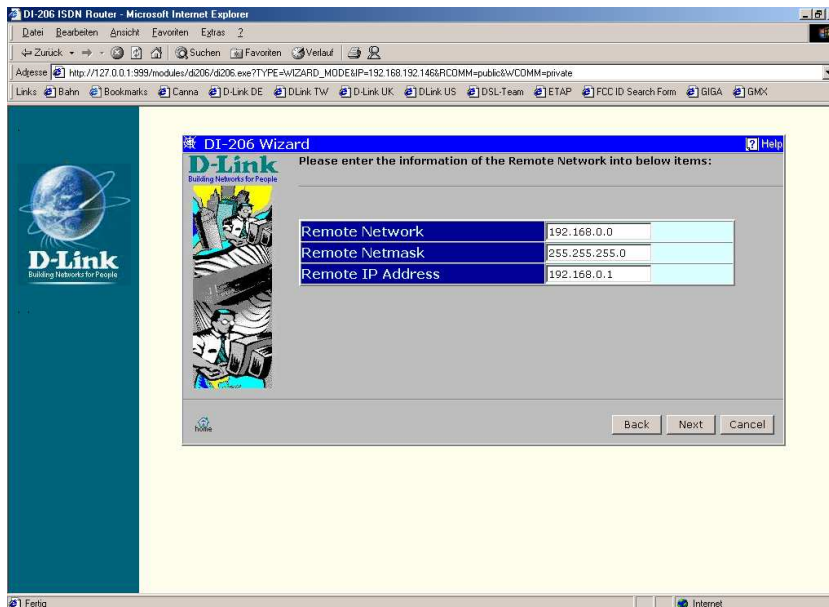 DI-206 ISDN Router - Microsoft Internet Explorer
Datei Bearbeiten Ansicht Favoriten Extras ?
Zurück Suchen Favoriten Verlauf
Adresse http://127.0.0.1:999/modules/di206/di206.exe?TYPE=WIZARD_MODE&IP=192.168.192.146&RCOMM=public&WCOMM=private
Links Bahn Bookmarks Canna D-Link DE DLink TW D-Link UK DLink US DSL-Team ETAP FCC ID Search Form GIGA GMX
DI-206 Wizard Help
D-Link
Building Networks for People
Please enter the information of the Remote Network into below items:
D-Link
Building Networks for People
Remote Network 192.168.0.0
Remote Netmask 255.255.255.0
Remote IP Address 192.168.0.1
home
Back Next Cancel
Fertig Internet